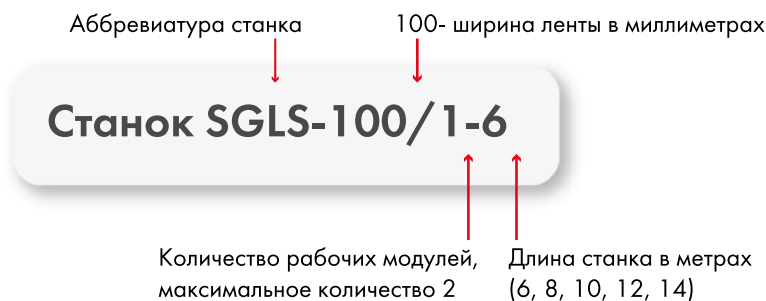 Аббревиатура станка
100- ширина ленты в миллиметрах
Станок SGLS-100/1-6
Количество рабочих модулей,
максимальное количество 2
Длина станка в метрах
(6, 8, 10, 12, 14)